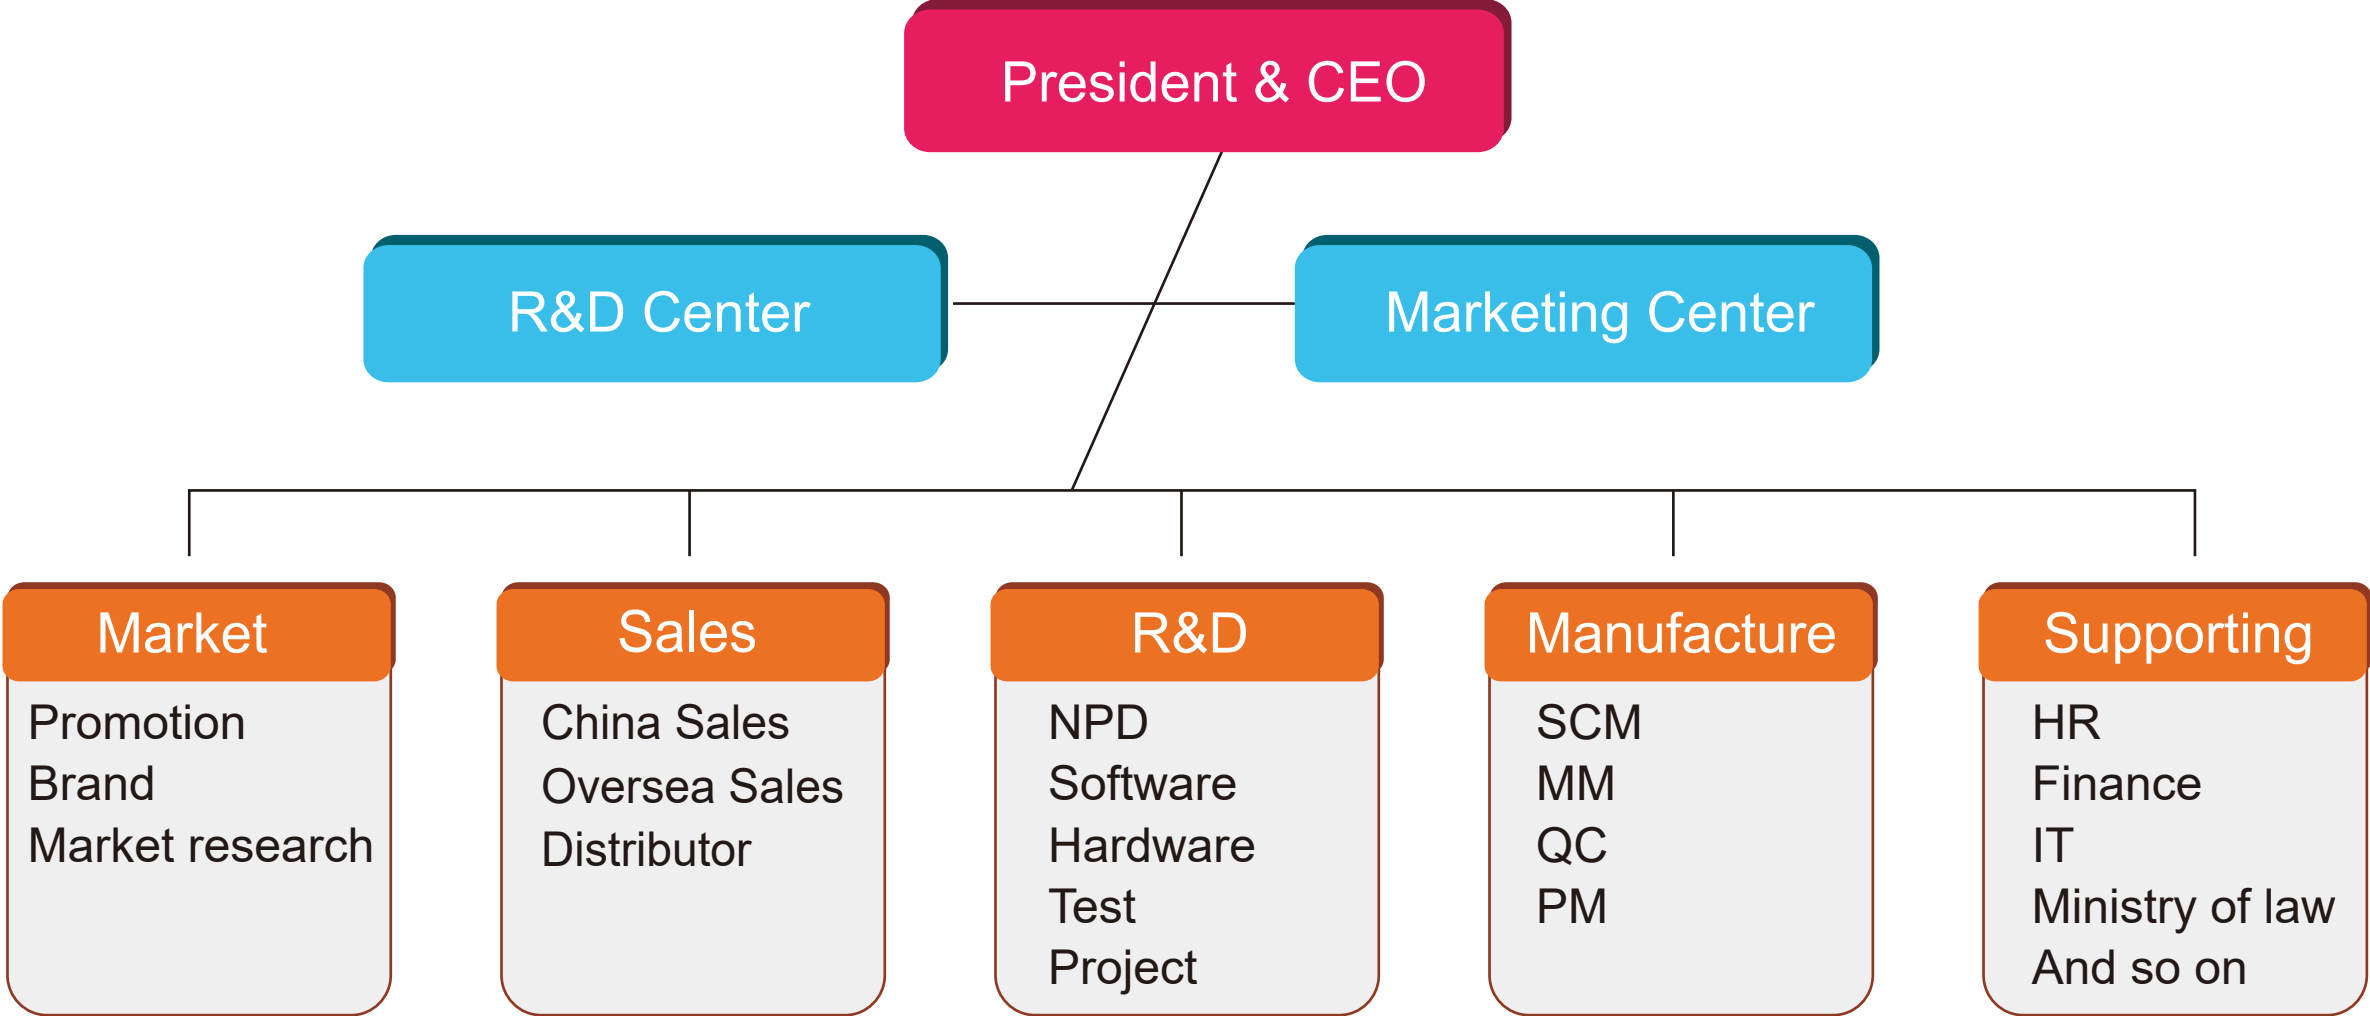 President & CEO
R&D Center
Marketing Center
Market
Promotion
Brand
Market research
Sales
China Sales
Oversea Sales
Distributor
R&D
NPD
Software
Hardware
Test
Project
Manufacture
SCM
MM
QC
PM
Supporting
HR
Finance
IT
Ministry of law
And so on